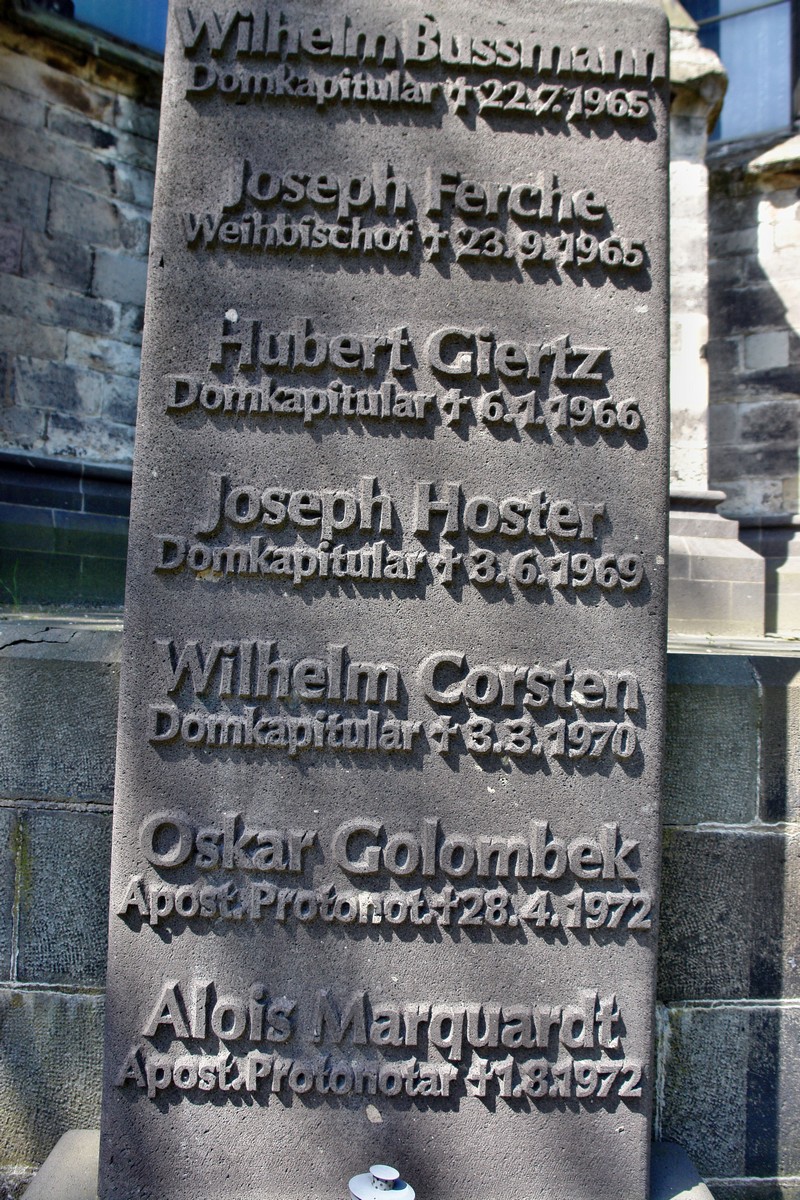 Wilhelm Bussmann
Domkapitular † 22.7.1965
Joseph Ferche
Weihbischof † 23.9.1965
Hubert Giertz
Domkapitular † 6.1.1966
Joseph Hoster
Domkapitular † 3.6.1969
Wilhelm Corsten
Domkapitular † 3.3.1970
Oskar Golombek
Apost.Protonot.†28.4.1972
Alois Marquardt
Apost.Protonotar †1.8.1972